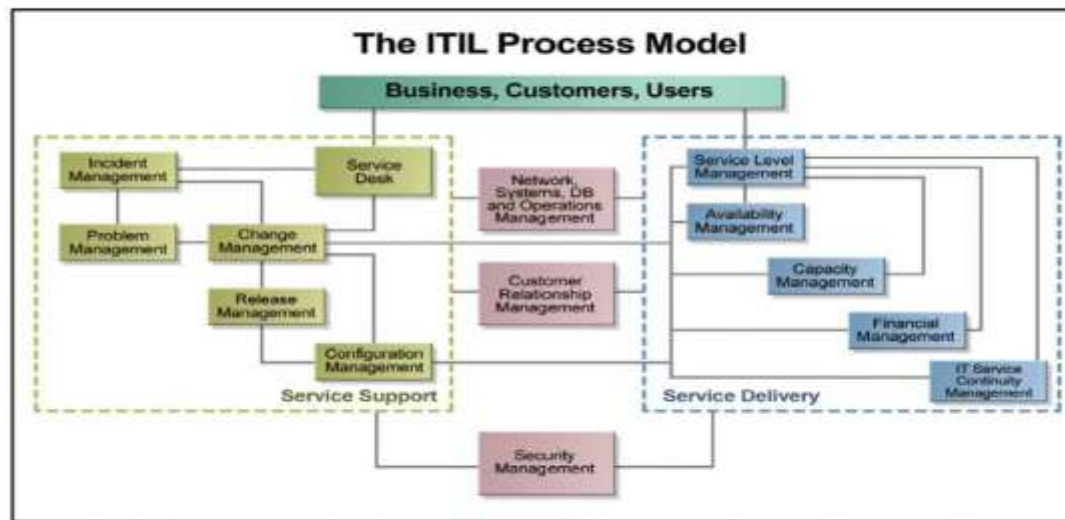 The ITIL Process Model
Business, Customers, Users
Incident
Management
Service
Desk
Problem
Management
Change
Management
Release
Management
Configuration
Management
Service Support
Network,
Systems, DB
and Operations
Management
Customer
Relationship
Management
Security
Management
Service Level
Management
Availability
Management
Capacity
Management
Financial
Management
IT Service
Continuity
Management
Service Delivery